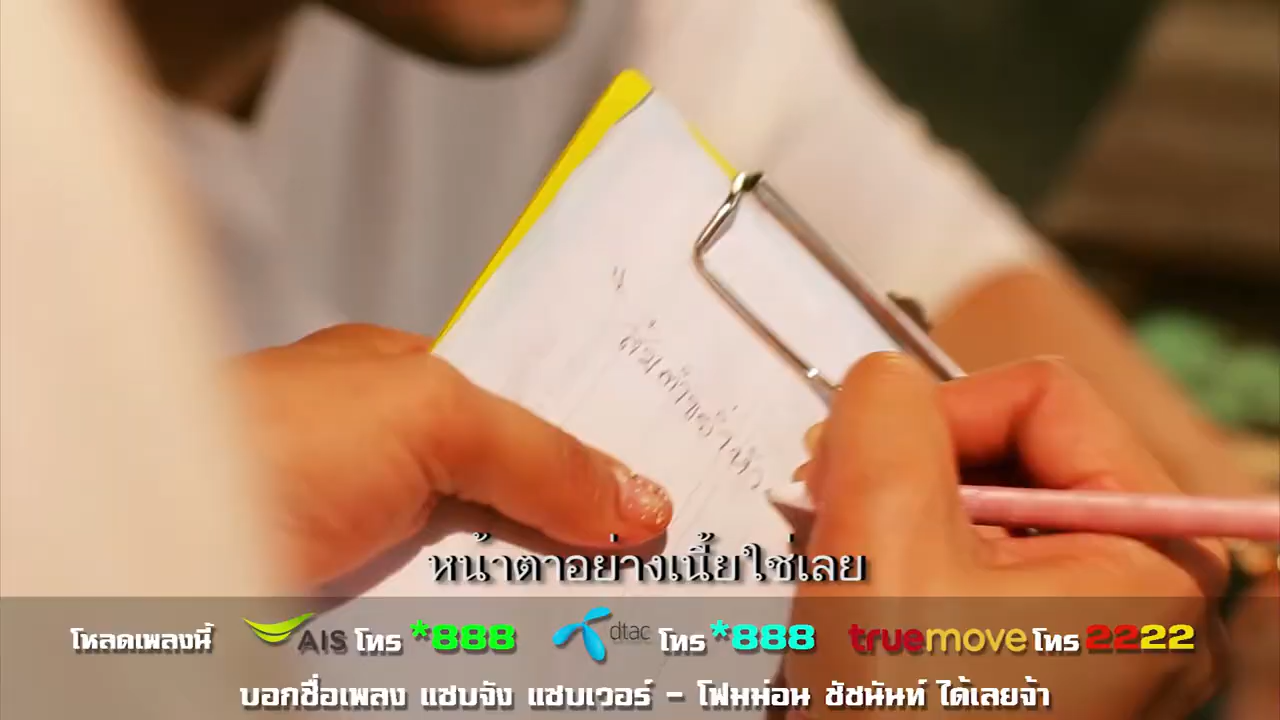 หน้าตาอย่างเนี้ยใช่เลย
โหลดเพลงนี้ AIS โทร *888 dtac โทร *888 truemove โทร 2222
บอกชื่อเพลง แซบจัง แซบเวอร์ - โฟมม่อน ชัชนันท์ ได้เลยจ้า